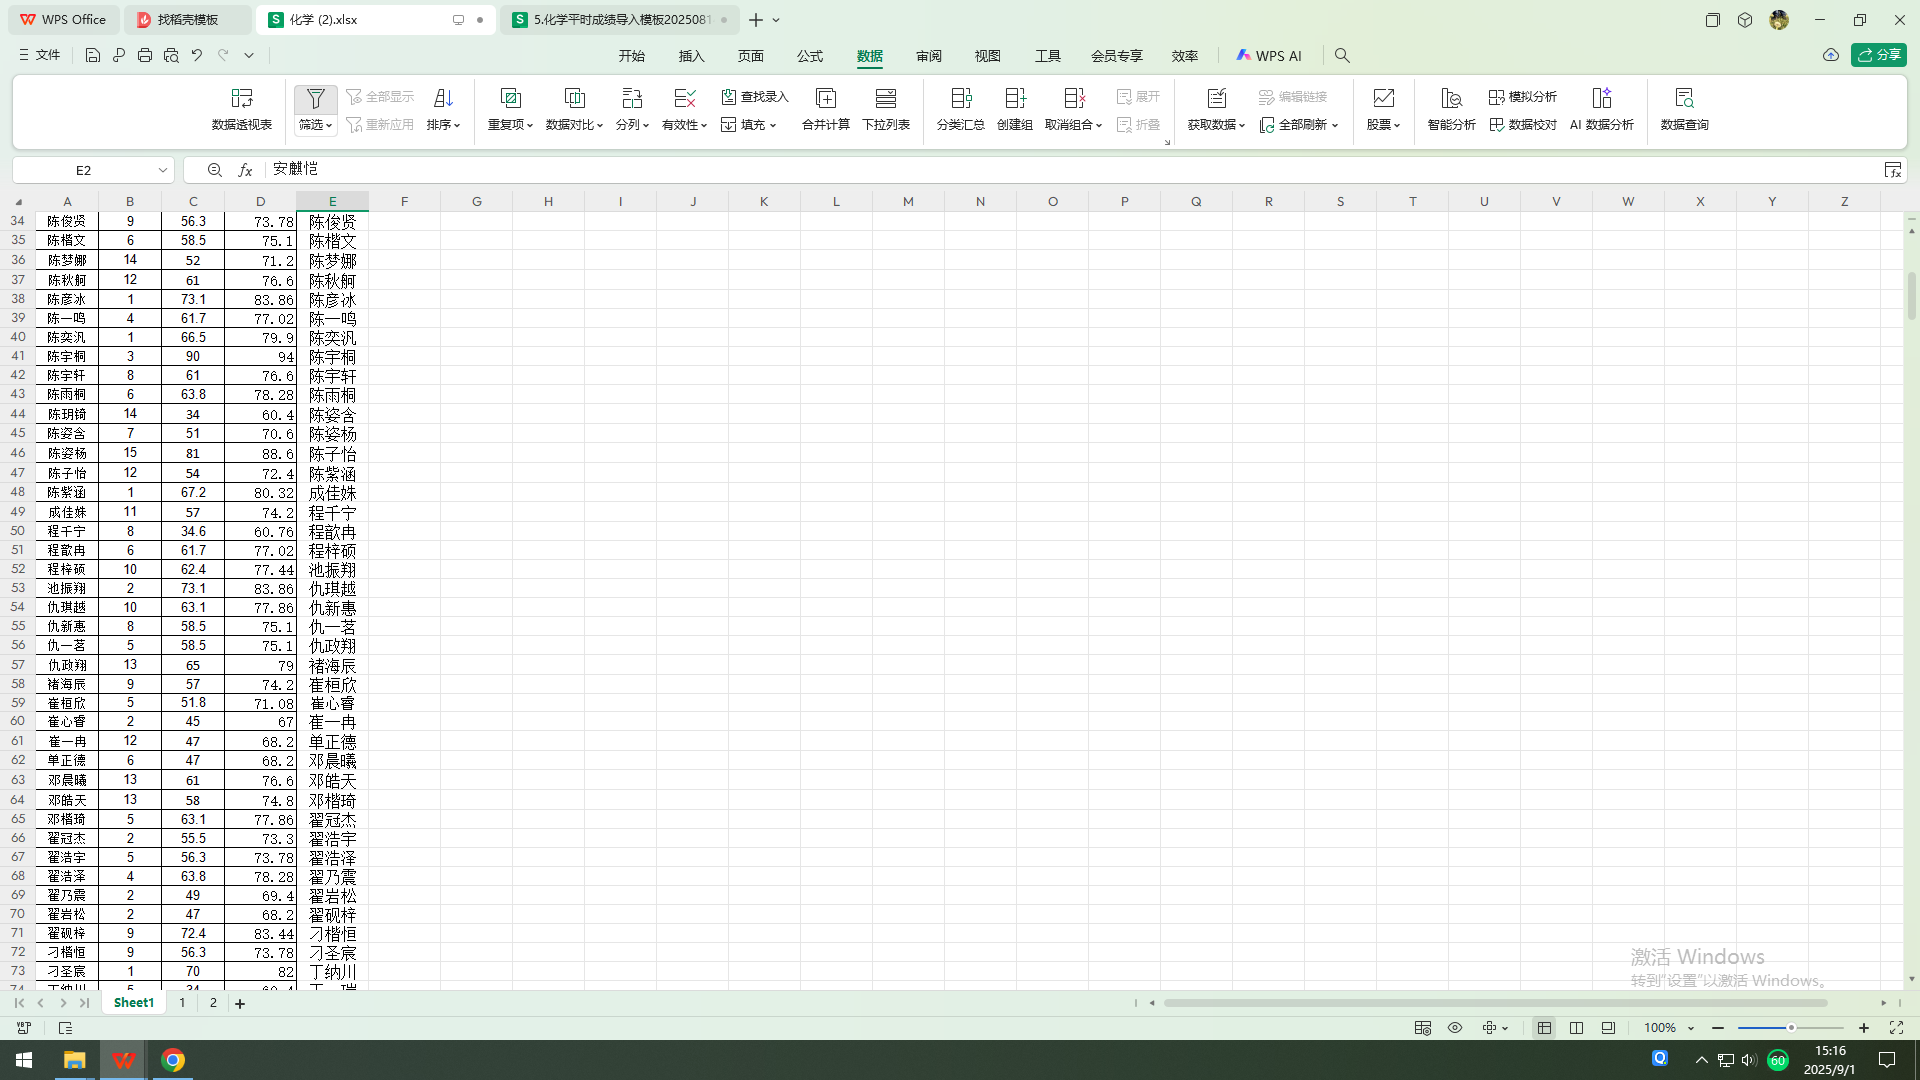 WPS Office 找稻壳模板 化学 (2).xlsx 5.化学平时成绩导入模板2025081
文件 开始 插入 页面 公式 数据 审阅 视图 工具 会员专享 效率 WPS AI 分享
数据透视表 筛选 全部显示 重新应用 排序 重复项 数据对比 分列 有效性 查找录入 填充 合并计算 下拉列表 分类汇总 创建组 取消组合 展开 折叠 获取数据 编辑链接 全部刷新 股票 智能分析 模拟分析 数据校对 AI 数据分析 数据查询
E2 fx 安麒恺
A B C D E F G H I J K L M N O P Q R S T U V W X Y Z
34 陈俊贤 9 56.3 73.78 陈俊贤
35 陈楷文 6 58.5 75.1 陈楷文
36 陈梦娜 14 52 71.2 陈梦娜
37 陈秋舸 12 61 76.6 陈秋舸
38 陈彦冰 1 73.1 83.86 陈彦冰
39 陈一鸣 4 61.7 77.02 陈一鸣
40 陈奕汎 1 66.5 79.9 陈奕汎
41 陈宇桐 3 90 94 陈宇桐
42 陈宇轩 8 61 76.6 陈宇轩
43 陈雨桐 6 63.8 78.28 陈雨桐
44 陈玥锜 14 34 60.4 陈姿含
45 陈姿含 7 51 70.6 陈姿杨
46 陈姿杨 15 81 88.6 陈子怡
47 陈子怡 12 54 72.4 陈紫涵
48 陈紫涵 1 67.2 80.32 成佳姝
49 成佳姝 11 57 74.2 程千宁
50 程千宁 8 34.6 60.76 程歆冉
51 程歆冉 6 61.7 77.02 程梓硕
52 程梓硕 10 62.4 77.44 池振翔
53 池振翔 2 73.1 83.86 仇琪越
54 仇琪越 10 63.1 77.86 仇新惠
55 仇新惠 8 58.5 75.1 仇一茗
56 仇一茗 5 58.5 75.1 仇政翔
57 仇政翔 13 65 79 褚海辰
58 褚海辰 9 57 74.2 崔桓欣
59 崔桓欣 5 51.8 71.08 崔心睿
60 崔心睿 2 45 67 崔一冉
61 崔一冉 12 47 68.2 单正德
62 单正德 6 47 68.2 邓晨曦
63 邓晨曦 13 61 76.6 邓皓天
64 邓皓天 13 58 74.8 邓楷琦
65 邓楷琦 5 63.1 77.86 翟冠杰
66 翟冠杰 2 55.5 73.3 翟浩宇
67 翟浩宇 5 56.3 73.78 翟浩泽
68 翟浩泽 4 63.8 78.28 翟乃震
69 翟乃震 2 49 69.4 翟岩松
70 翟岩松 2 47 68.2 翟砚梓
71 翟砚梓 9 72.4 83.44 刁楷恒
72 刁楷恒 9 56.3 73.78 刁圣宸
73 刁圣宸 1 70 82 丁纳川
激活 Windows
转到"设置"以激活 Windows。
Sheet1 1 2
100%
60
15:16
2025/9/1